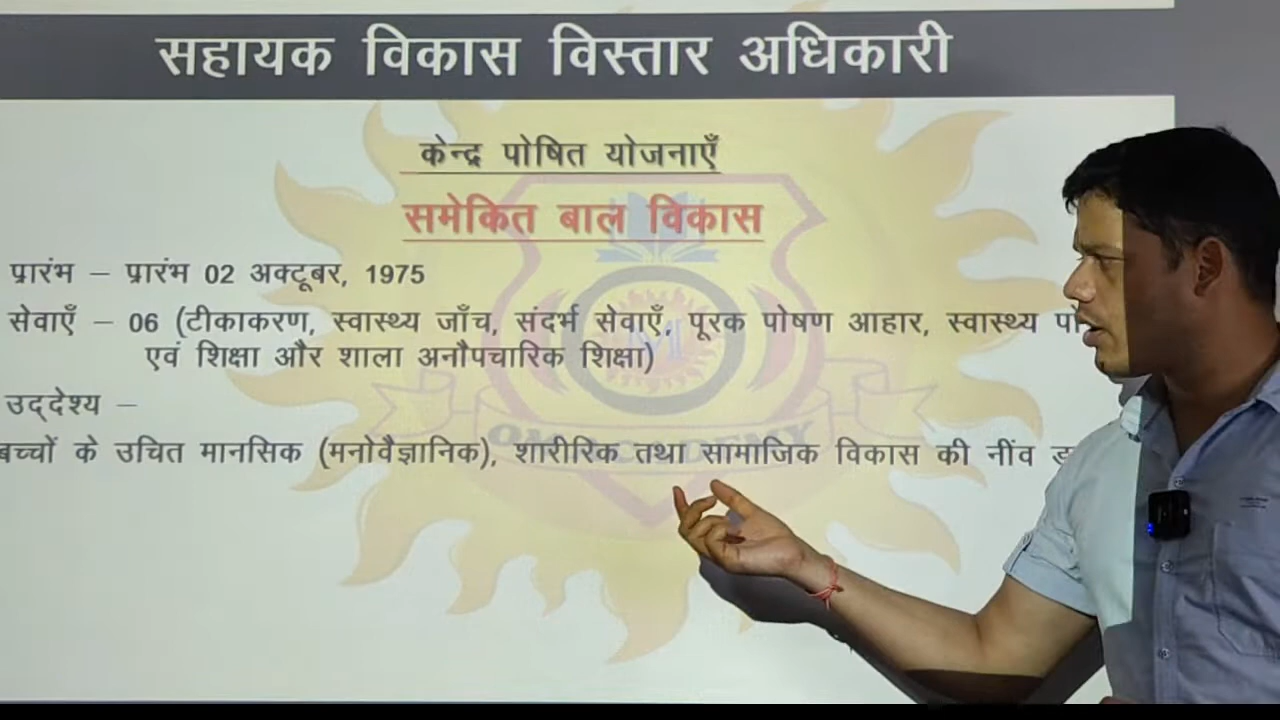 सहायक विकास विस्तार अधिकारी
केन्द्र पोषित योजनाएँ
समेकित बाल विकास
प्रारंभ – प्रारंभ 02 अक्टूबर, 1975
सेवाएँ – 06 (टीकाकरण, स्वास्थ्य जाँच, संदर्भ सेवाएँ, पूरक पोषण आहार, स्वास्थ्य
एवं शिक्षा और शाला अनौपचारिक शिक्षा)
उद्देश्य –
बच्चों के उचित मानसिक (मनोवैज्ञानिक), शारीरिक तथा सामाजिक विकास की नींव